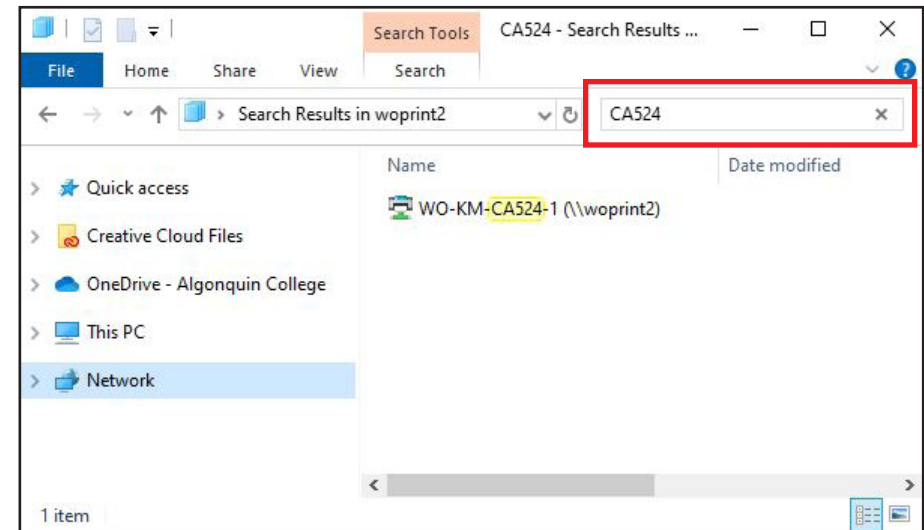 Search Tools CA524 - Search Results ...
File Home Share View Search
Search Results in woprint2 CA524
Name Date modified
Quick access
WO-KM-CA524-1 (\\woprint2)
Creative Cloud Files
OneDrive - Algonquin College
This PC
Network
1 item